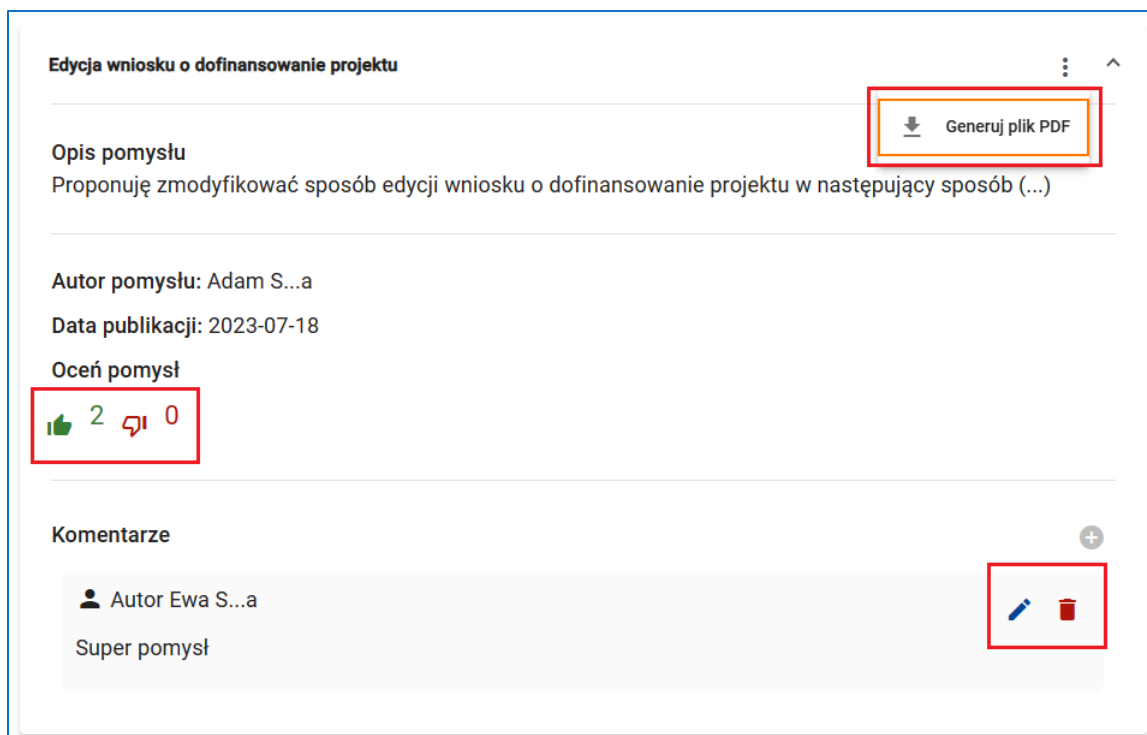 Edycja wniosku o dofinansowanie projektu
Generuj plik PDF
Opis pomysłu
Proponuję zmodyfikować sposób edycji wniosku o dofinansowanie projektu w następujący sposób (...)
Autor pomysłu: Adam S...a
Data publikacji: 2023-07-18
Oceń pomysł
2 0
Komentarze
Autor Ewa S...a
Super pomysł